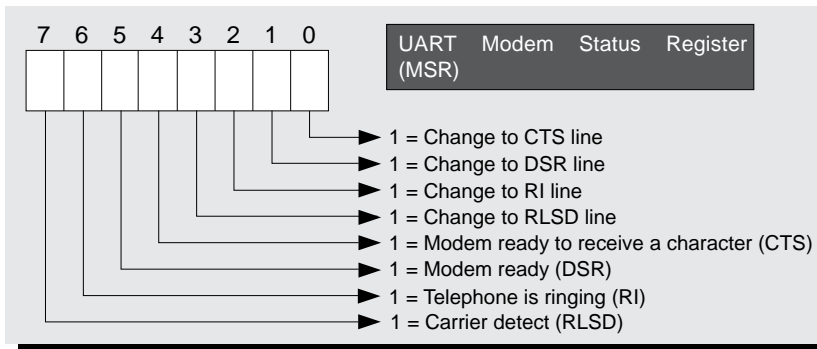 7 6 5 4 3 2 1 0
UART Modem Status Register
(MSR)
1 = Change to CTS line
1 = Change to DSR line
1 = Change to RI line
1 = Change to RLSD line
1 = Modem ready to receive a character (CTS)
1 = Modem ready (DSR)
1 = Telephone is ringing (RI)
1 = Carrier detect (RLSD)